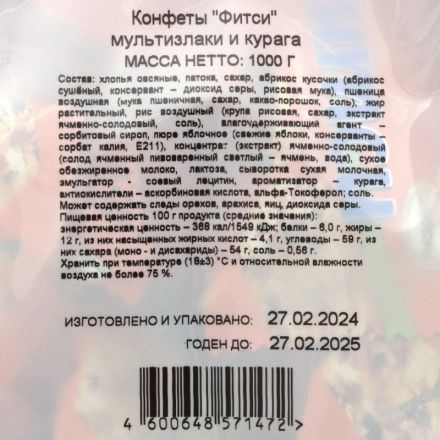 Конфеты "Фитси"
мультизлаки и курага
МАССА НЕТТО: 1000 Г
Состав: хлопья овсяные, патока, сахар, абрикос кусочки (абрикос
сушёный, консервант – диоксид серы, рисовая мука), пшеница
воздушная (мука пшеничная, сахар, какао-порошок, соль), жир
растительный, рис воздушный (крупа рисовая, сахар, экстракт
ячменно-солодовый, соль), влагоудерживающий агент –
сорбитовый сироп, пюре яблочное (свежие яблоки, консерванты –
сорбат калия, Е211), концентрат (экстракт) ячменно-солодовый
(солод ячменный пивоваренный светлый – ячмень, вода), сухое
обезжиренное молоко, лактоза, сыворотка сухая молочная,
эмульгатор - соевый лецитин, ароматизатор – курага,
антиокислители – аскорбиновая кислота, альфа-Токоферол; соль.
Может содержать следы орехов, арахиса, яиц, диоксида серы.
Пищевая ценность 100 г продукта (средние значения):
энергетическая ценность – 368 кал/1549 кДж; белки – 6,0 г, жиры –
12 г, из них насыщенных жирных кислот – 4,1 г, углеводы – 59 г, из
них сахара (моно - и дисахариды) – 54 г, соль – 0,56 г.
Хранить при температуре (18±3) °С и относительной влажности
воздуха не более 75 %.
ИЗГОТОВЛЕНО И УПАКОВАНО: 27.02.2024
ГОДЕН ДО: 27.02.2025
4 600648 571472 >